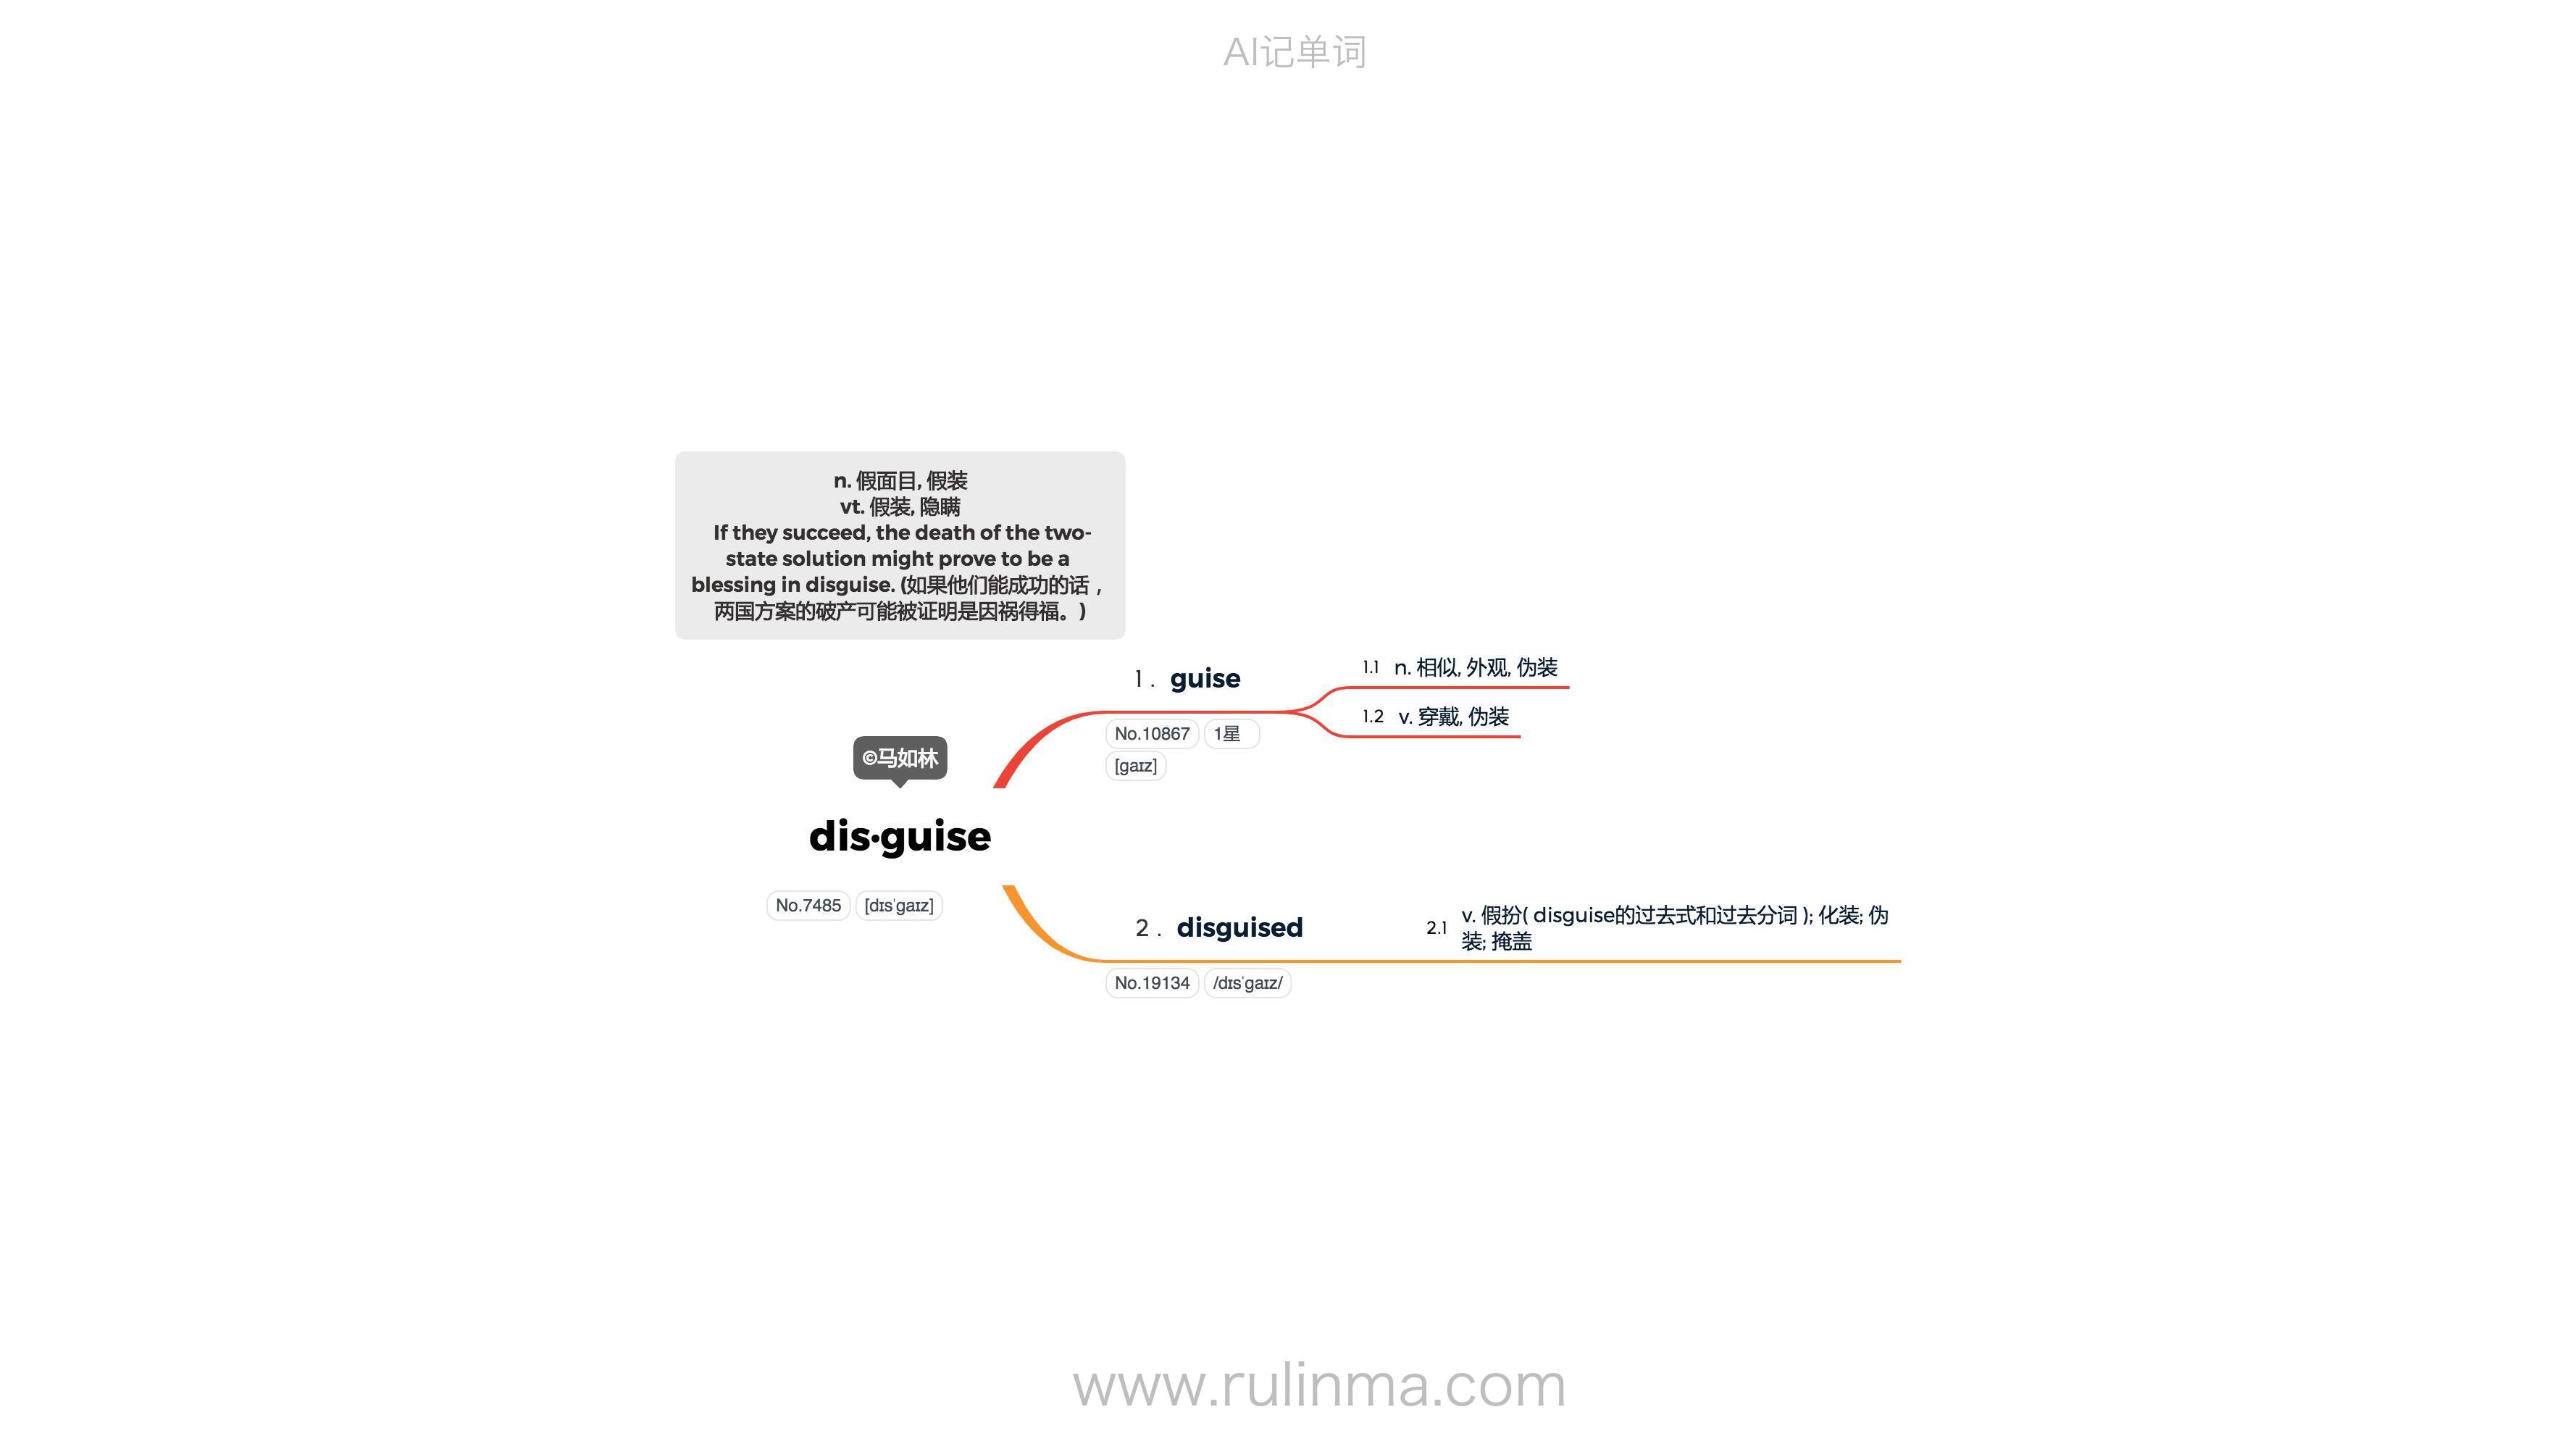 AI记单词
n. 假面目, 假装
vt. 假装, 隐瞒
If they succeed, the death of the two-
state solution might prove to be a
blessing in disguise. (如果他们能成功的话，
两国方案的破产可能被证明是因祸得福。)
1 . guise
No.10867 1星
[gaɪz]
1.1 n. 相似, 外观, 伪装
1.2 v. 穿戴, 伪装
©马如林
dis·guise
No.7485 [dɪsˈgaɪz]
2 . disguised
No.19134 /dɪsˈgaɪz/
2.1 v. 假扮( disguise的过去式和过去分词 ); 化装; 伪
装; 掩盖
www.rulinma.com